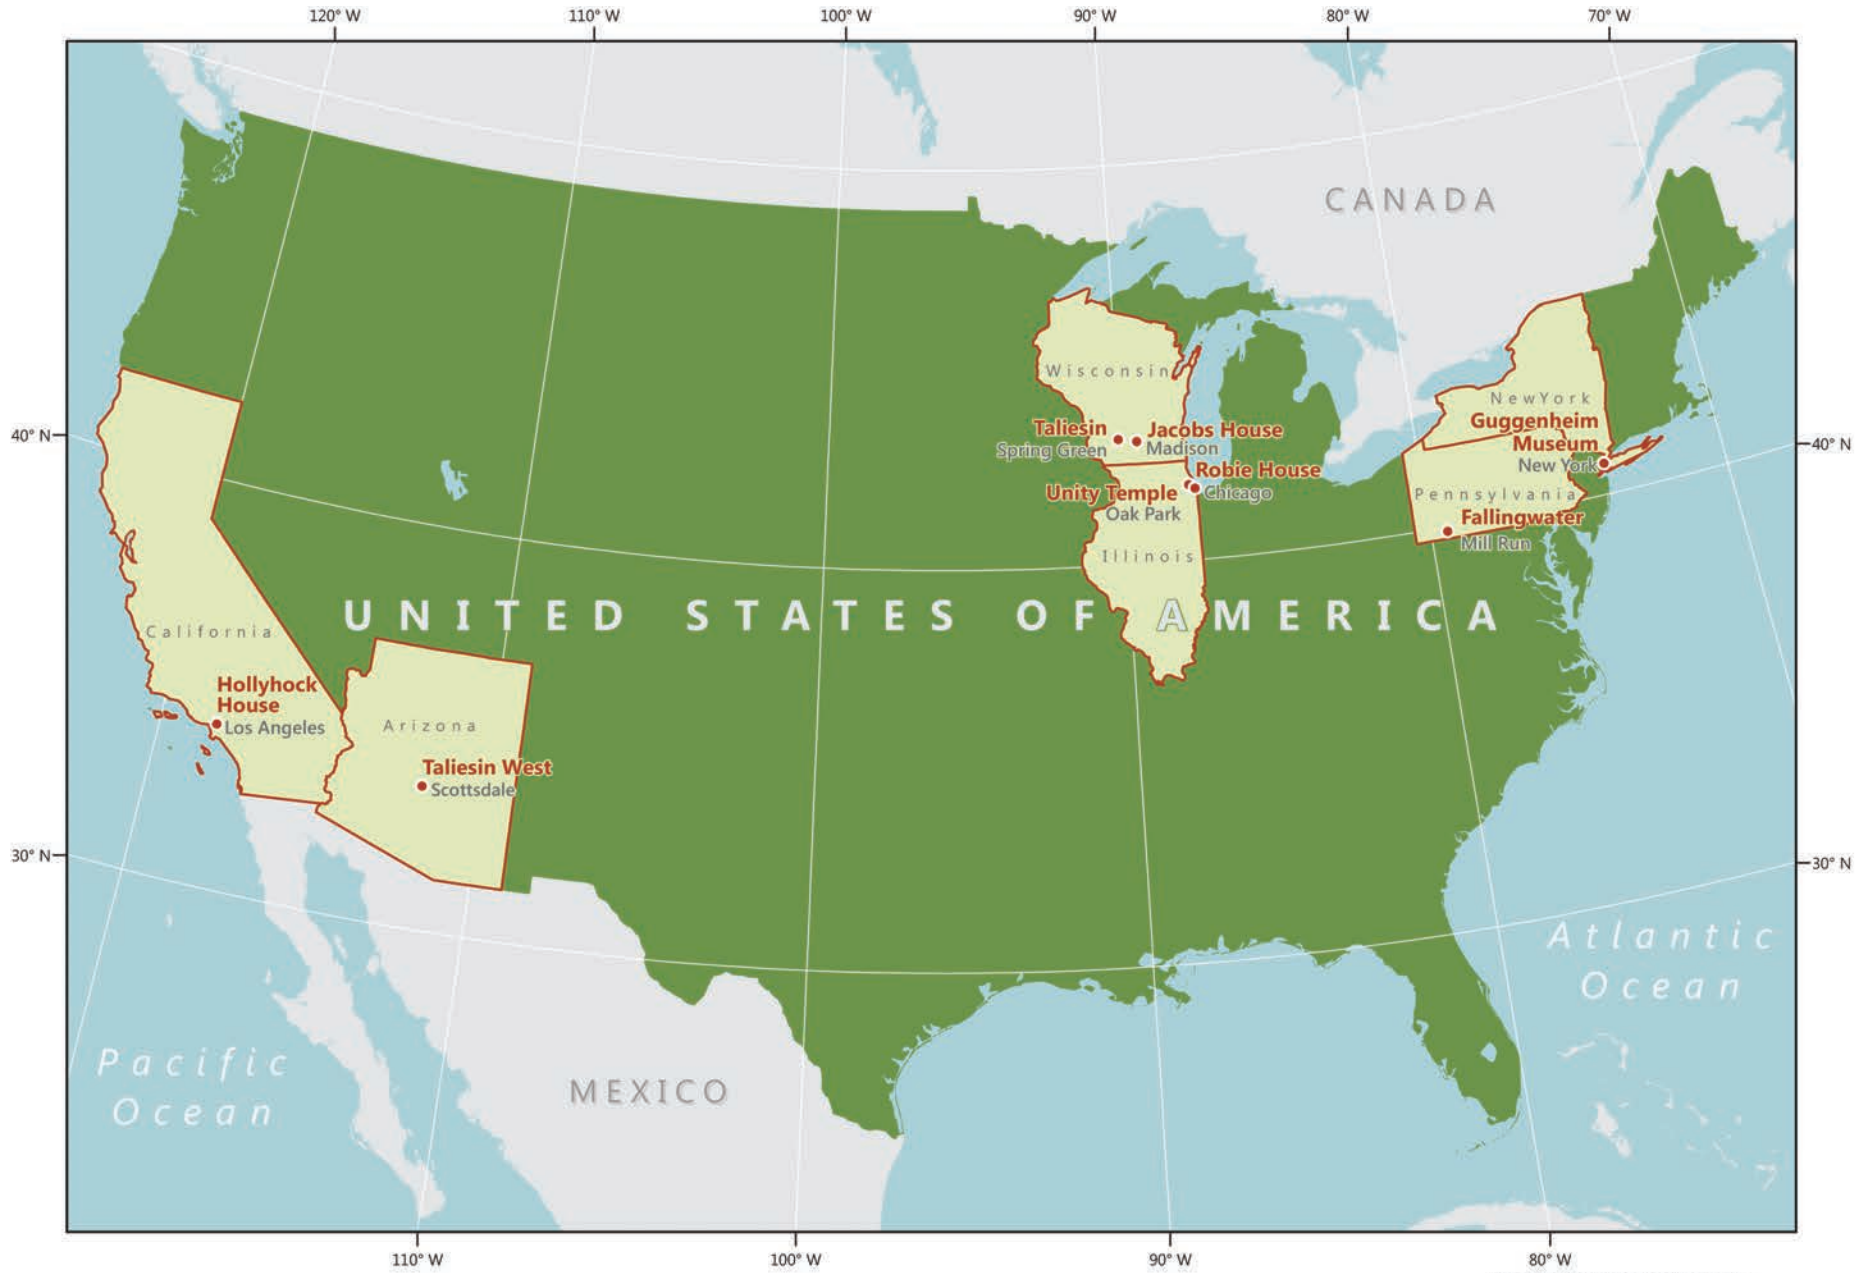 120° W
110° W
100° W
90° W
80° W
70° W
CANADA
Wisconsin
NewYork
Guggenheim
Museum
New York
40° N
40° N
Taliesin
Spring Green
Jacobs House
Madison
Robie House
Chicago
Unity Temple
Oak Park
Pennsylvania
Fallingwater
Mill Run
Illinois
UNITED STATES OF AMERICA
California
Hollyhock
House
Los Angeles
Arizona
Taliesin West
Scottsdale
30° N
30° N
Atlantic
Ocean
Pacific
Ocean
MEXICO
110° W
100° W
90° W
80° W